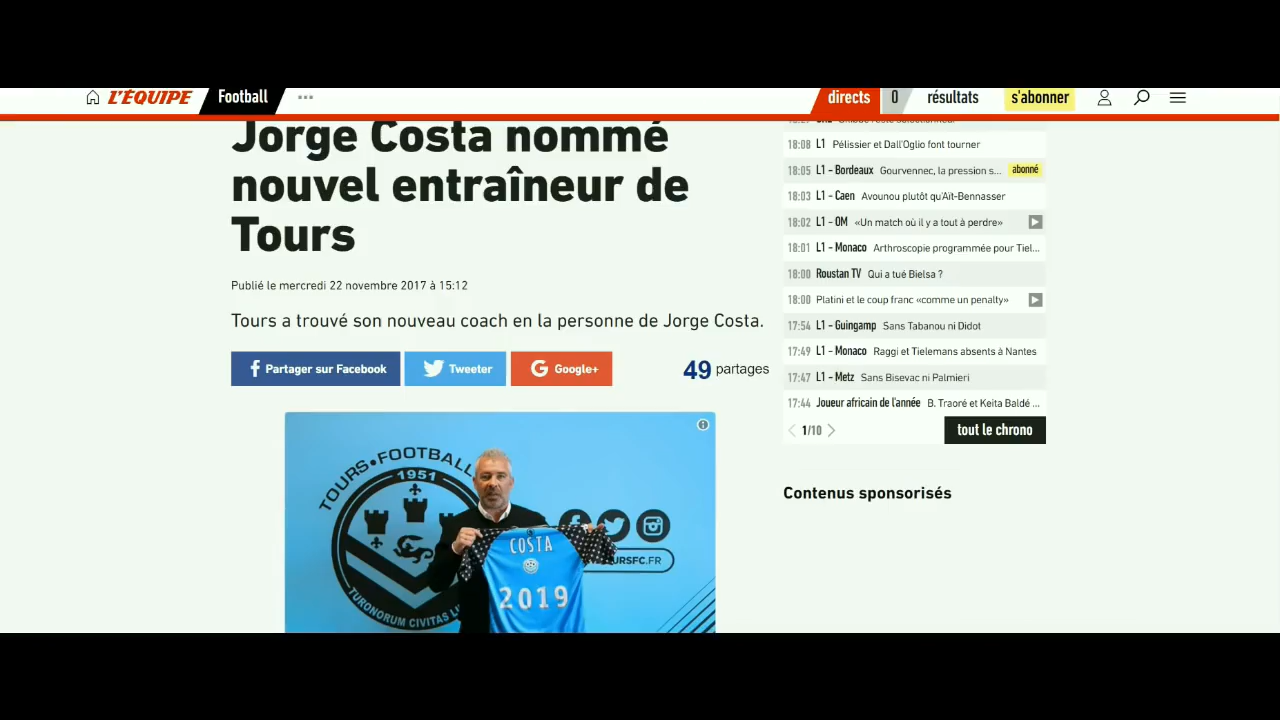 L'ÉQUIPE
Football
directs
0
résultats
s'abonner
Jorge Costa nommé
nouvel entraîneur de
Tours
Publié le mercredi 22 novembre 2017 à 15:12
Tours a trouvé son nouveau coach en la personne de Jorge Costa.
Partager sur Facebook
Tweeter
Google+
49 partages
TOURS•FOOTBALL
1951
TURONORUM CIVITAS
OURSFC.FR
COSTA
2019
18:08 L1 Pélissier et Dall'Oglio font tourner
18:05 L1 - Bordeaux Gourvennec, la pression s... abonné
18:03 L1 - Caen Avounou plutôt qu'Aït-Bennasser
18:02 L1 - OM «Un match où il y a tout à perdre»
18:01 L1 - Monaco Arthroscopie programmée pour Tiel...
18:00 Roustan TV Qui a tué Bielsa ?
18:00 Platini et le coup franc «comme un penalty»
17:54 L1 - Guingamp Sans Tabanou ni Didot
17:49 L1 - Monaco Raggi et Tielemans absents à Nantes
17:47 L1 - Metz Sans Bisevac ni Palmieri
17:44 Joueur africain de l'année B. Traoré et Keita Baldé ...
1/10
tout le chrono
Contenus sponsorisés